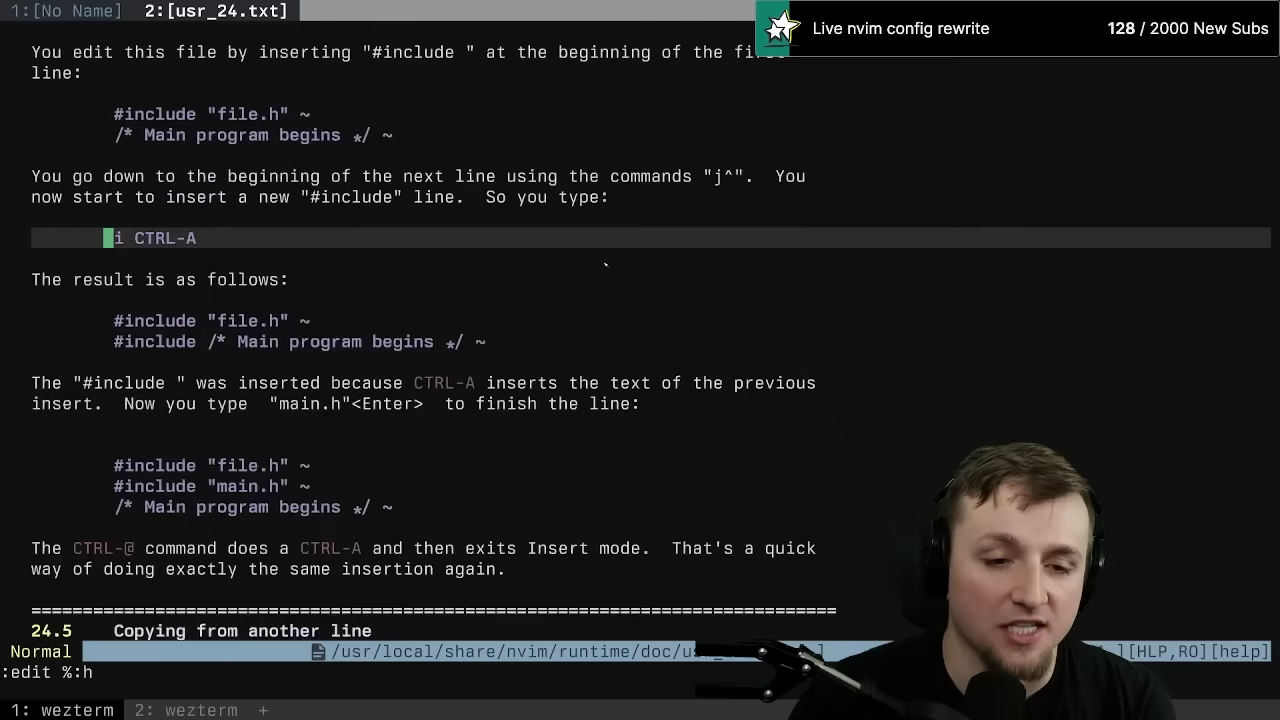 1:[No Name]  2:[usr_24.txt]
Live nvim config rewrite 128 / 2000 New Subs
You edit this file by inserting "#include " at the beginning of the
line:
#include "file.h" ~
/* Main program begins */ ~
You go down to the beginning of the next line using the commands "j^".  You
now start to insert a new "#include" line.  So you type:
i CTRL-A
The result is as follows:
#include "file.h" ~
#include /* Main program begins */ ~
The "#include " was inserted because CTRL-A inserts the text of the previous
insert.  Now you type  "main.h"<Enter>  to finish the line:
#include "file.h" ~
#include "main.h" ~
/* Main program begins */ ~
The CTRL-@ command does a CTRL-A and then exits Insert mode.  That's a quick
way of doing exactly the same insertion again.
==============================================================================
24.5    Copying from another line
Normal /usr/local/share/nvim/runtime/doc/ ][HLP,RO][help]
:edit %:h
1: wezterm  2: wezterm  +